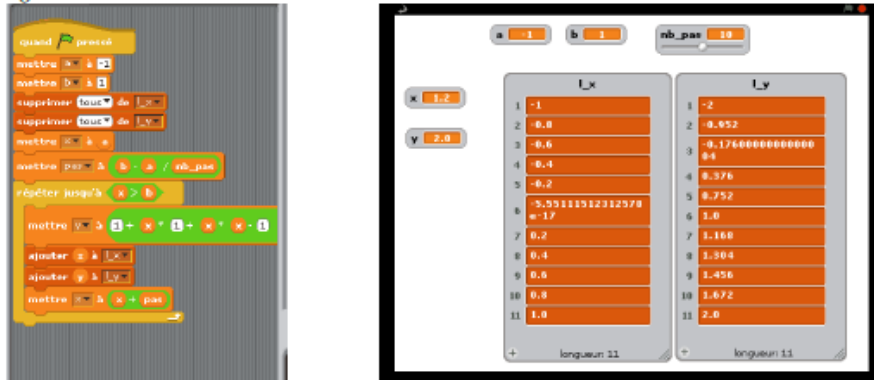 quand pressé
mettre a à -1
mettre b à 1
supprimer tout de l_x
supprimer tout de l_y
mettre x à a
mettre pas à b - a / nb_pas
répéter jusqu'à x > b
mettre y à 1 + x * 1 + x * x - 1
ajouter x à l_x
ajouter y à l_y
mettre x à x + pas
a -1 b 1 nb_pas 10
x 1.2
y 2.0
l_x
1 -1
2 -0.8
3 -0.6
4 -0.4
5 -0.2
6 -5.55111512312578
e-17
7 0.2
8 0.4
9 0.6
10 0.8
11 1.0
+ longueur: 11
l_y
1 -2
2 -0.952
3 -0.17600000000000
04
4 0.376
5 0.752
6 1.0
7 1.168
8 1.304
9 1.456
10 1.672
11 2.0
+ longueur: 11